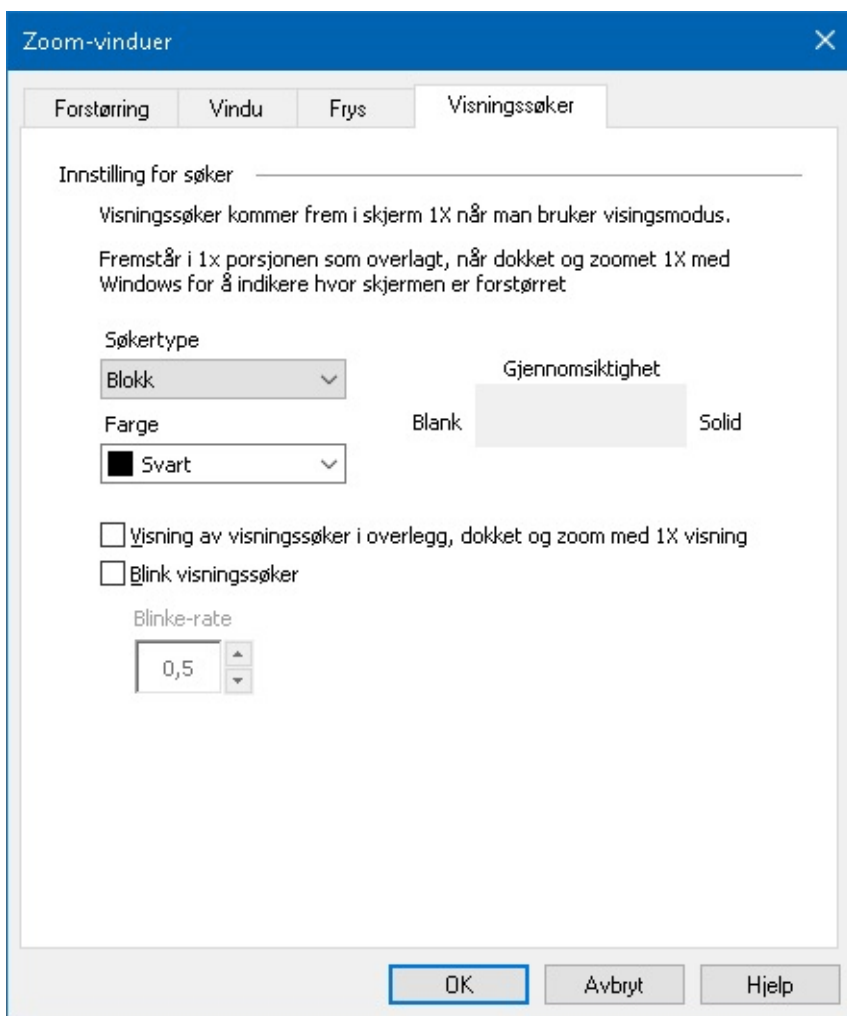 Zoom-vinduer
Forstørring
Vindu
Frys
Visningssøker
Innstilling for søker
Visningssøker kommer frem i skjerm 1X når man bruker visingsmodus.
Fremstår i 1x porsjonen som overlagt, når dokket og zoomet 1X med
Windows for å indikere hvor skjermen er forstørret
Søkertype
Blokk
Gjennomsiktighet
Blank
Solid
Farge
Svart
Visning av visningssøker i overlegg, dokket og zoom med 1X visning
Blink visningssøker
Blinke-rate
0,5
OK
Avbryt
Hjelp